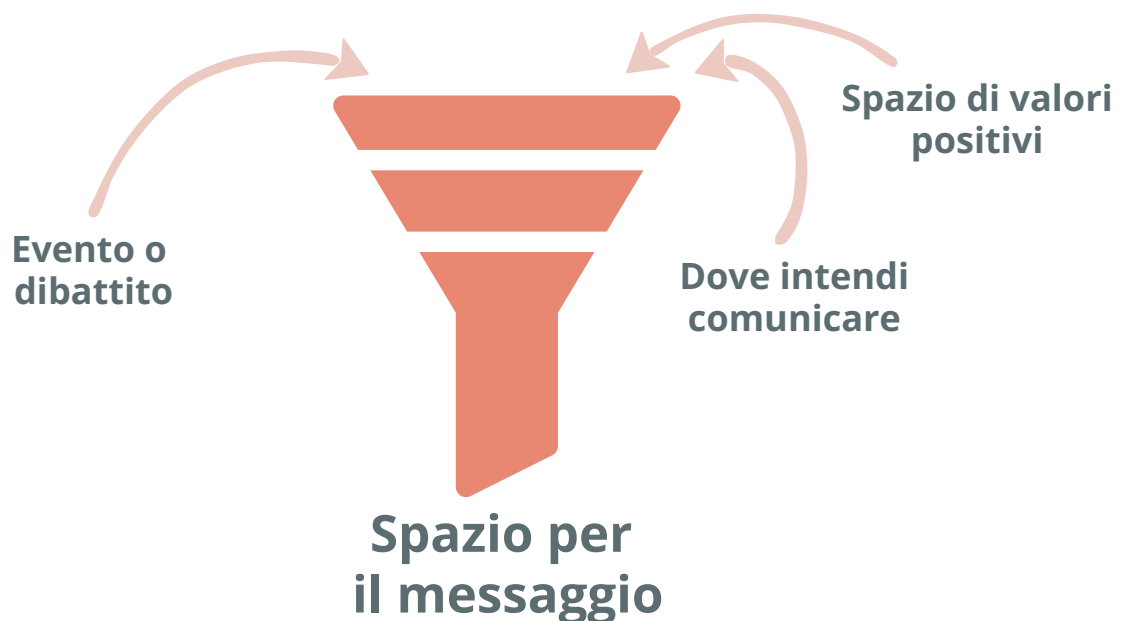 Spazio di valori
positivi
Evento o
dibattito
Dove intendi
comunicare
Spazio per
il messaggio